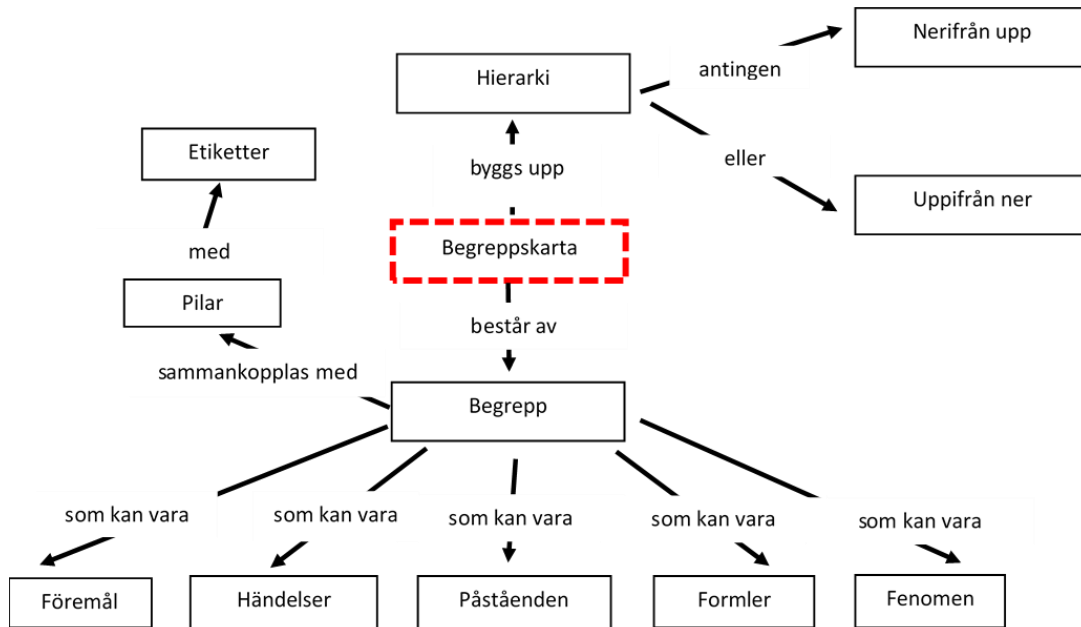 Nerifrån upp
antingen
Hierarki
Etiketter
byggs upp
eller
Uppifrån ner
med
Begreppskarta
Pilar
består av
sammankopplas med
Begrepp
som kan vara
som kan vara
som kan vara
som kan vara
som kan vara
Föremål
Händelser
Påståenden
Formler
Fenomen